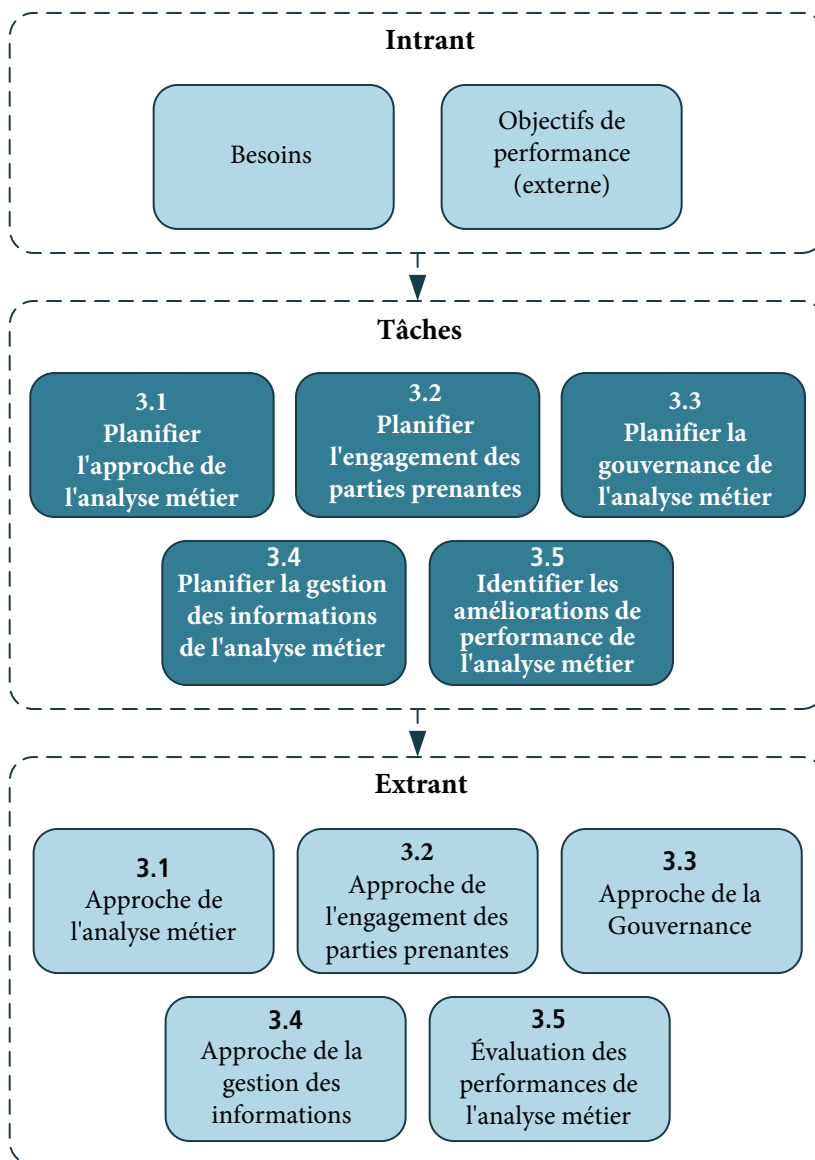 Intrant
Besoins
Objectifs de
performance
(externe)
Tâches
3.1
Planifier
l'approche de
l'analyse métier
3.2
Planifier
l'engagement des
parties prenantes
3.3
Planifier la
gouvernance de
l'analyse métier
3.4
Planifier la gestion
des informations
de l'analyse métier
3.5
Identifier les
améliorations de
performance de
l'analyse métier
Extrant
3.1
Approche de
l'analyse métier
3.2
Approche de
l'engagement des
parties prenantes
3.3
Approche de la
Gouvernance
3.4
Approche de la
gestion des
informations
3.5
Évaluation des
performances de
l'analyse métier